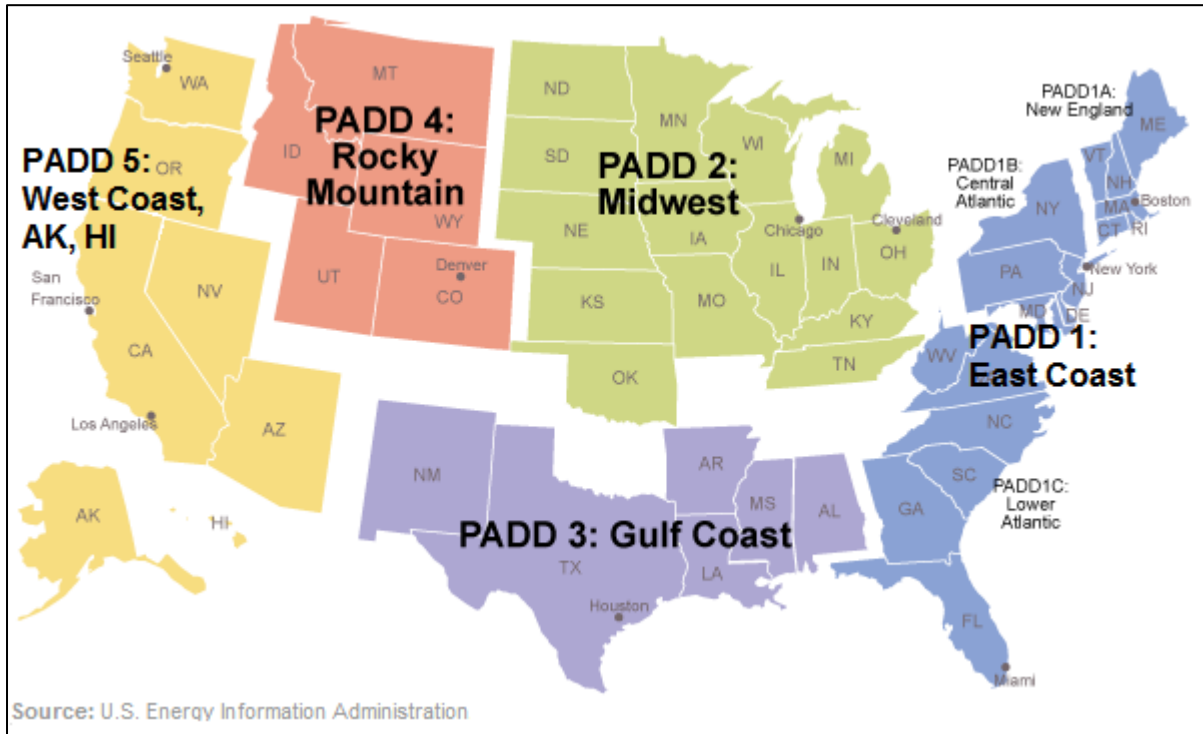 Seattle
WA
OR
PADD 5:
West Coast,
AK, HI
San
Francisco
NV
CA
Los Angeles
AZ
AK
HI
MT
PADD 4:
Rocky
Mountain
ID
WY
UT
Denver
CO
ND
MN
SD
WI
MI
PADD 2:
Midwest
NE
IA
Chicago
Cleveland
IL
IN
OH
KS
MO
KY
TN
OK
PADD1A:
New England
ME
VT
NH
PADD1B:
Central
Atlantic
NY
MA
Boston
CT
RI
PA
New York
NJ
MD
DE
WV
PADD 1:
East Coast
NC
SC
PADD1C:
Lower
Atlantic
GA
FL
Miami
NM
AR
MS
AL
PADD 3: Gulf Coast
TX
LA
Houston
Source: U.S. Energy Information Administration